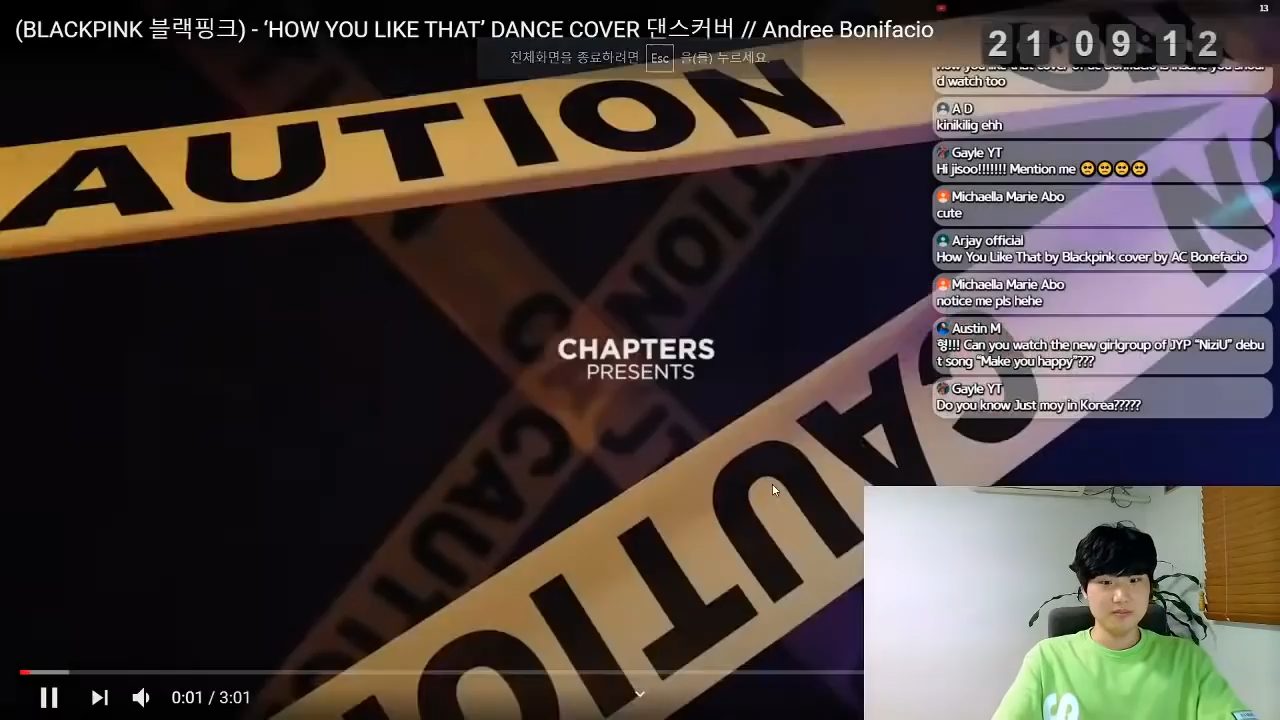 (BLACKPINK 블랙핑크) - ‘HOW YOU LIKE THAT’ DANCE COVER 댄스커버 // Andree Bonifacio
전체화면을 종료하려면 Esc 을(를) 누르세요.
13
21 09 12
d watch too
A D
kinikilig ehh
Gayle YT
Hi jisoo!!!!!!! Mention me 🥺🥺🥺🥺
Michaella Marie Abo
cute
Arjay official
How You Like That by Blackpink cover by AC Bonefacio
Michaella Marie Abo
notice me pls hehe
Austin M
형!!! Can you watch the new girlgroup of JYP “NiziU” debu
t song “Make you happy”???
Gayle YT
Do you know Just moy in Korea?????
AUTION
CAUTION
CAUTIO
CAUTIO
N
CHAPTERS
PRESENTS
0:01 / 3:01